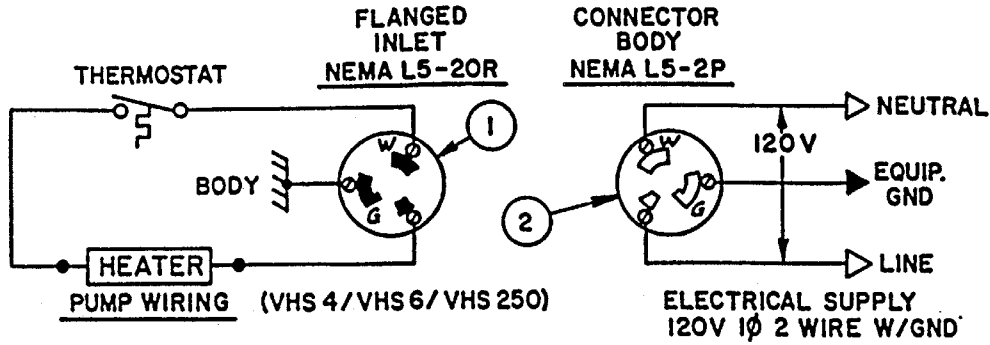 FLANGED
INLET
NEMA L5-20R
CONNECTOR
BODY
NEMA L5-2P
THERMOSTAT
NEUTRAL
W
1
W
120V
BODY
G
2
G
EQUIP.
GND
HEATER
LINE
PUMP WIRING (VHS 4/VHS 6/VHS 250)
ELECTRICAL SUPPLY
120V 1Ø 2 WIRE W/GND